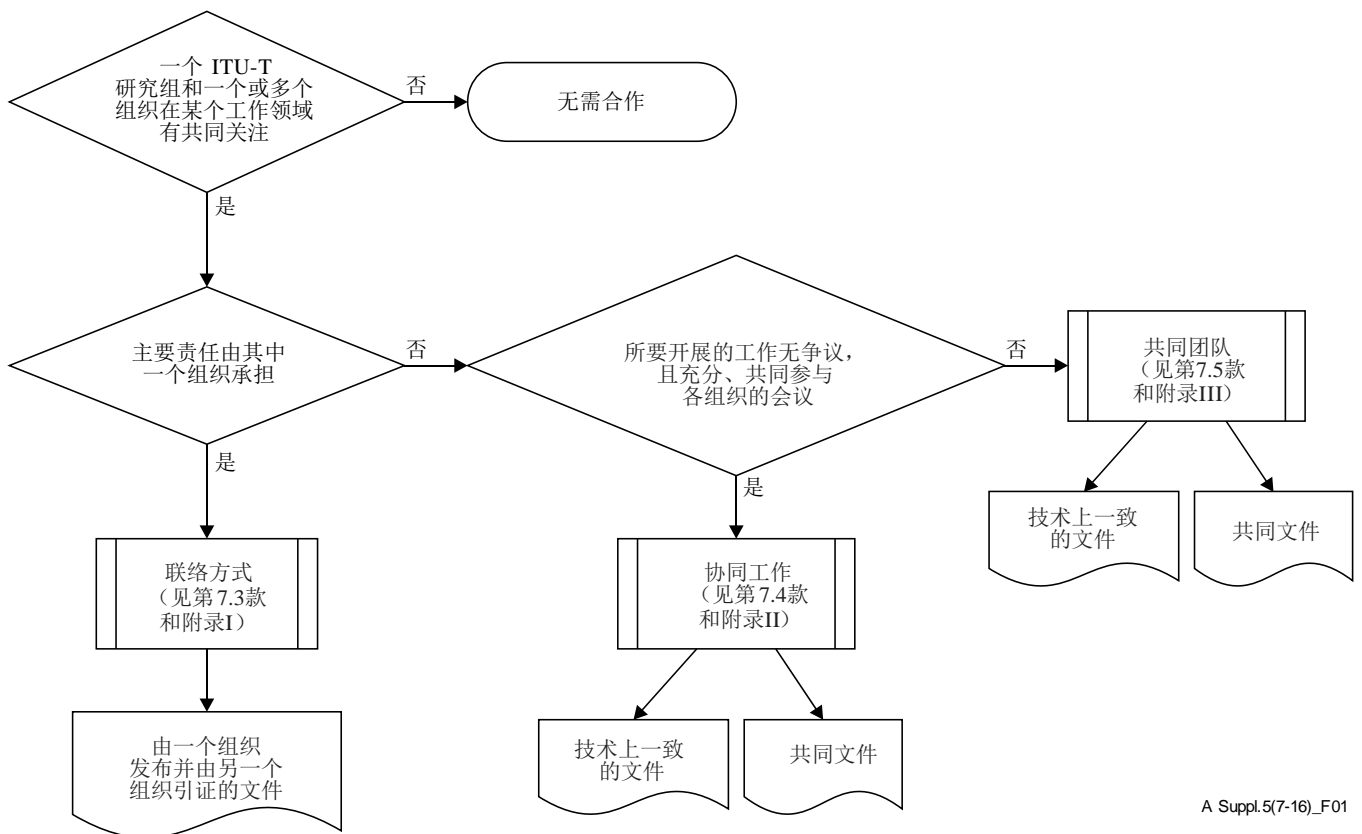 一个 ITU-T
研究组和一个或多个
组织在某个工作领域
有共同关注
否
无需合作
是
主要责任由其中
一个组织承担
否
所要开展的工作无争议，
且充分、共同参与
各组织的会议
否
共同团队
（见第7.5款
和附录III）
是
是
技术上一致
的文件
共同文件
联络方式
（见第7.3款
和附录I）
协同工作
（见第7.4款
和附录II）
由一个组织
发布并由另一个
组织引证的文件
技术上一致
的文件
共同文件
A Suppl.5(7-16)_F01